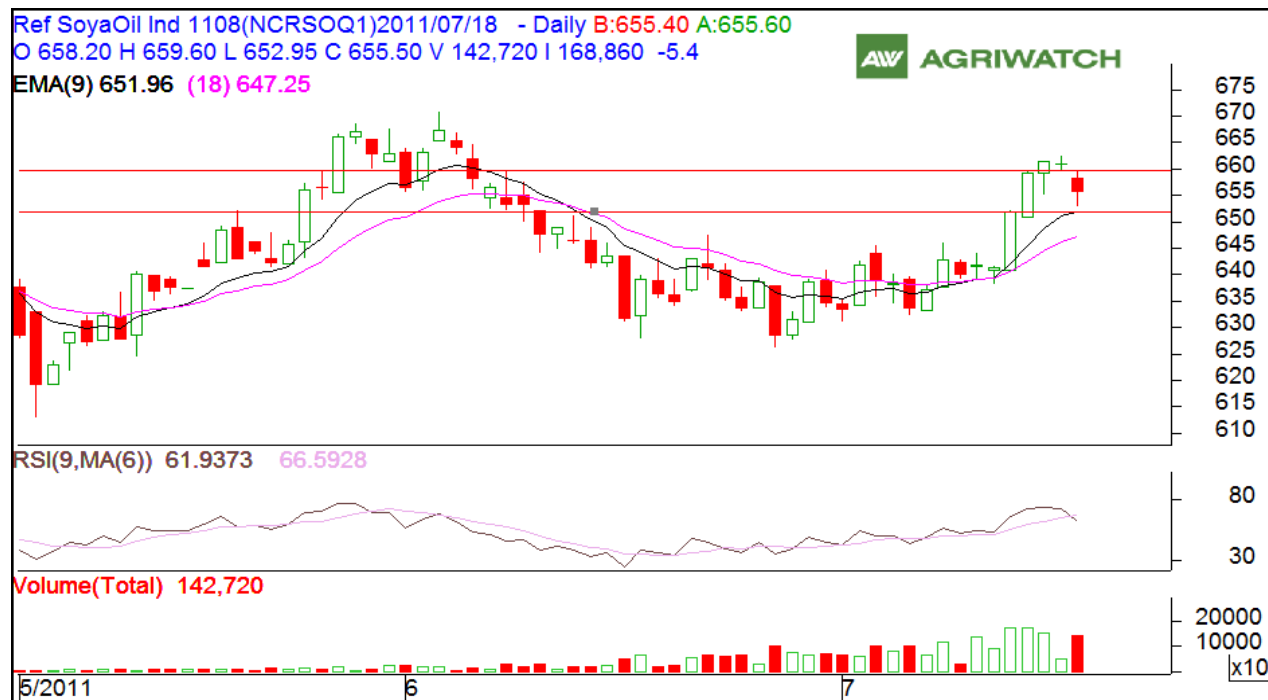 Ref SoyaOil Ind 1108(NCRSOQ1)2011/07/18 - Daily B:655.40 A:655.60
O 658.20 H 659.60 L 652.95 C 655.50 V 142,720 I 168,860 -5.4
AW AGRIWATCH
EMA(9) 651.96 (18) 647.25
675
670
665
660
655
650
645
640
635
630
625
620
615
610
RSI(9,MA(6)) 61.9373 66.5928
80
30
Volume(Total) 142,720
20000
10000
x10
5/2011 6 7